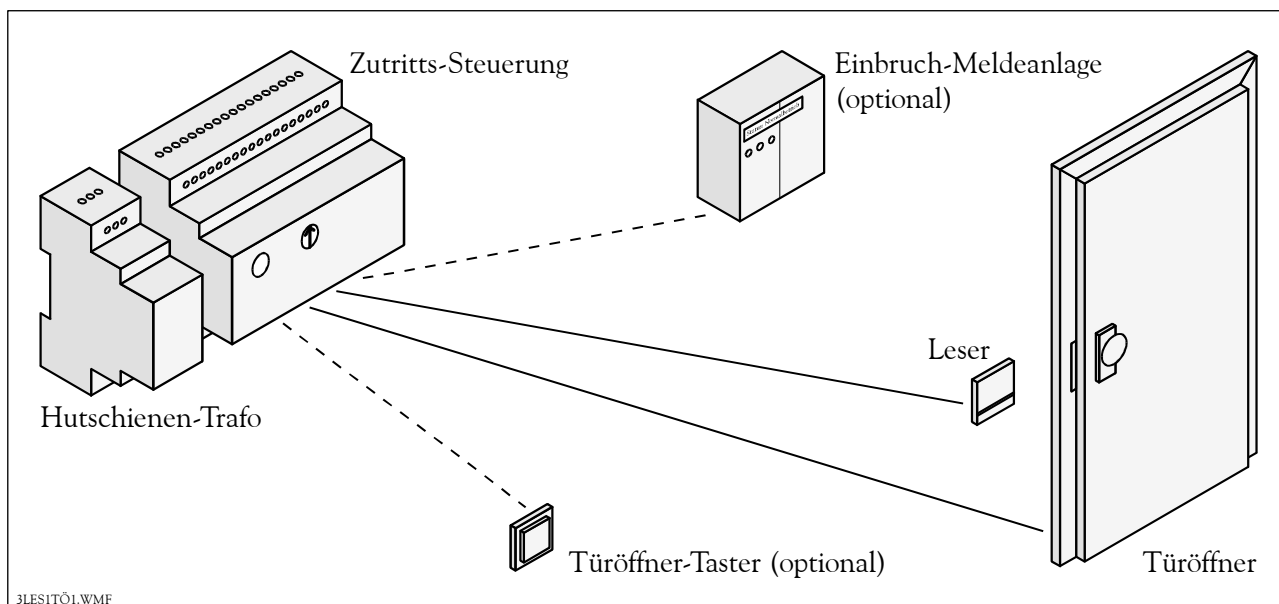 Zutritts-Steuerung
Einbruch-Meldeanlage
(optional)
Leser
Hutschienen-Trafo
Türöffner-Taster (optional)
Türöffner
3LES1TÖ1.WMF